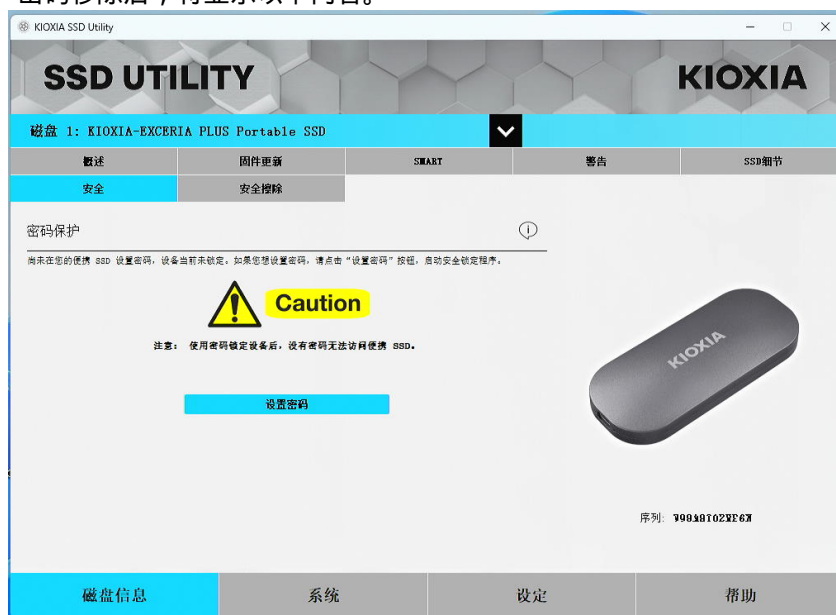 密码移除后，将显示以下内容。
KIOXIA SSD Utility
SSD UTILITY
KIOXIA
磁盘 1: KIOXIA-EXCERIA PLUS Portable SSD
概述
固件更新
SMART
警告
SSD细节
安全
安全擦除
密码保护
尚未在您的便携 SSD 设置密码，设备当前未锁定。如果您想设置密码，请点击“设置密码”按钮，启动安全锁定程序。
Caution
注意： 使用密码锁定设备后，没有密码无法访问便携 SSD。
设置密码
KIOXIA
序列:
磁盘信息
系统
设定
帮助